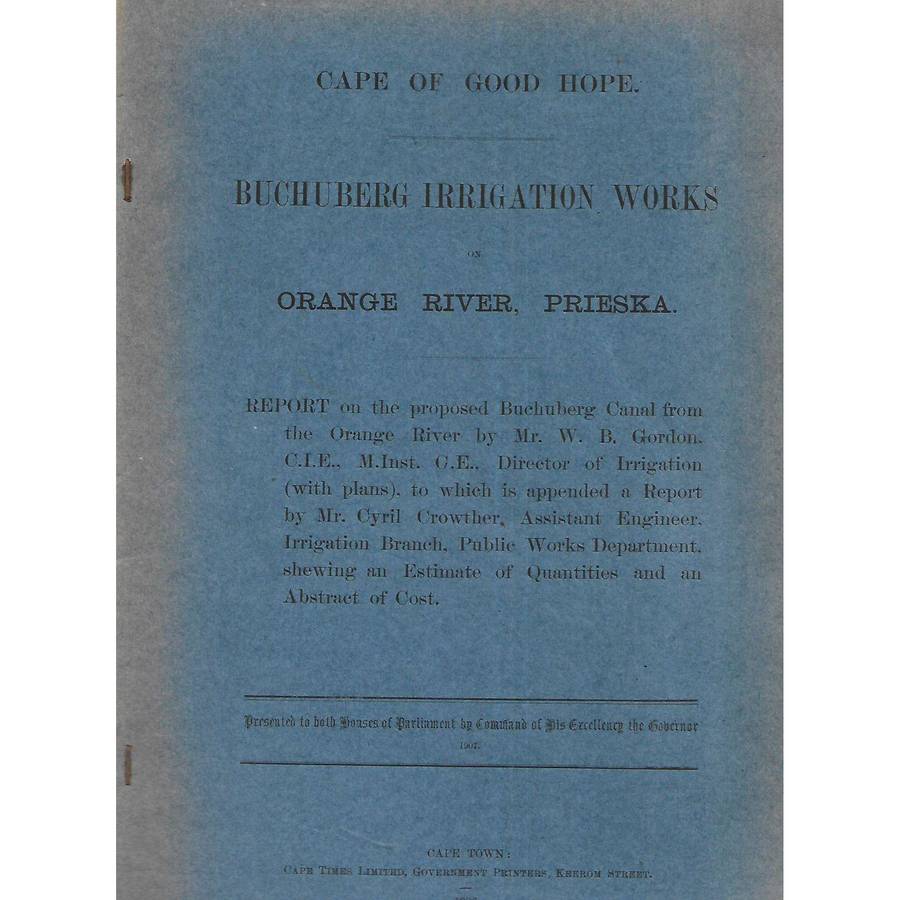 CAPE OF GOOD HOPE.
BUCHUBERG IRRIGATION WORKS
ON
ORANGE RIVER, PRIESKA.
REPORT on the proposed Buchuberg Canal from
the Orange River by Mr. W. B. Gordon,
C.I.E., M.Inst. C.E., Director of Irrigation
(with plans), to which is appended a Report
by Mr. Cyril Crowther, Assistant Engineer,
Irrigation Branch, Public Works Department,
shewing an Estimate of Quantities and an
Abstract of Cost.
Presented to both Houses of Parliament by Command of His Excellency the Governor
1907.
CAPE TOWN:
CAPE TIMES LIMITED, GOVERNMENT PRINTERS, KEEROM STREET.